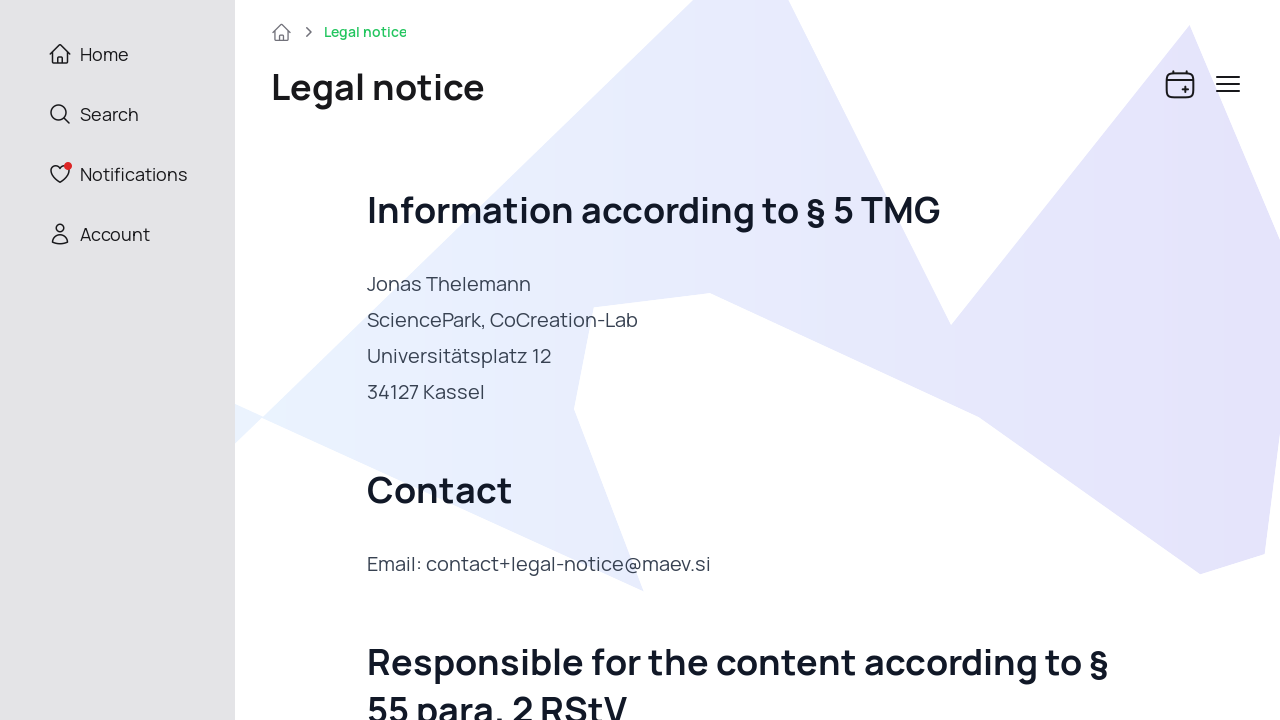 Home
Search
Notifications
Account
Legal notice
Legal notice
Information according to § 5 TMG
Jonas Thelemann
SciencePark, CoCreation-Lab
Universitätsplatz 12
34127 Kassel
Contact
Email: contact+legal-notice@maev.si
Responsible for the content according to §
55 para. 2 RStV